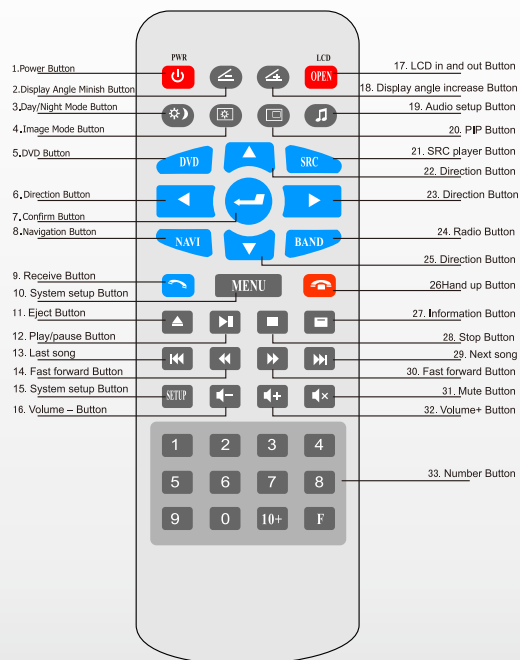 PWR
LCD
OPEN
1.Power Button
17. LCD in and out Button
2.Display Angle Minish Button
18. Display angle increase Button
3.Day/Night Mode Button
19. Audio setup Button
4.Image Mode Button
20. PIP Button
5.DVD Button
DVD
SRC
21. SRC player Button
22. Direction Button
6.Direction Button
23. Direction Button
7.Confirm Button
8.Navigation Button
NAVI
BAND
24. Radio Button
25. Direction Button
9. Receive Button
MENU
26Hand up Button
10. System setup Button
11. Eject Button
27. Information Button
12. Play/pause Button
28. Stop Button
13. Last song
29. Next song
14. Fast forward Button
30. Fast forward Button
15. System setup Button
SETUP
31. Mute Button
16. Volume – Button
32. Volume+ Button
1 2 3 4
5 6 7 8
33. Number Button
9 0 10+ F